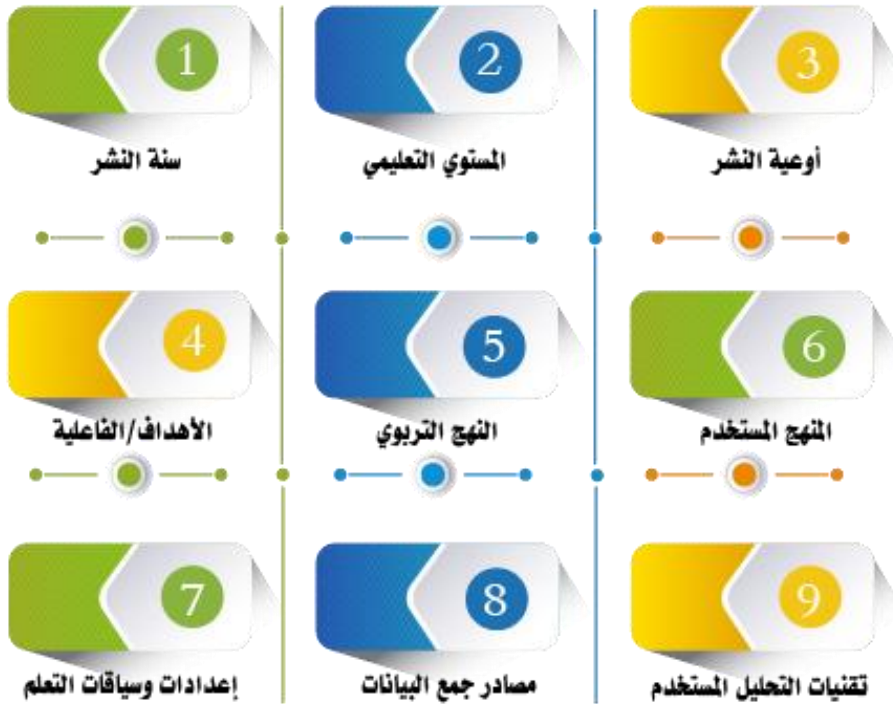 1
سنة النشر
2
المستوي التعليمي
3
أوعية النشر
4
الأهداف/الفاعلية
5
النهج التربوي
6
المنهج المستخدم
7
إعدادات وسياقات التعلم
8
مصادر جمع البيانات
9
تقنيات التحليل المستخدم